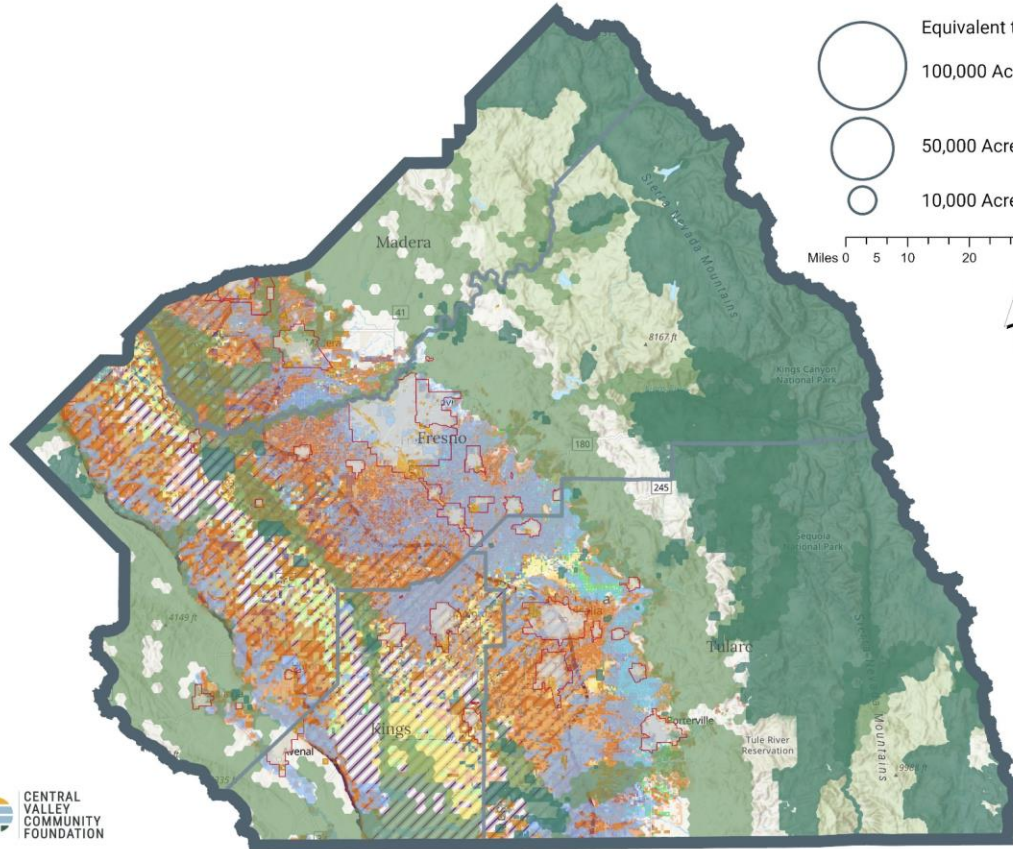 Equivalent t
100,000 Ac
50,000 Acre
10,000 Acre
Miles 0 5 10 20
Madera
41
Sierra Nevada Mountains
8167 ft
Kings Canyon
National Park
Fresno
180
245
Sequoia
National Park
4149 ft
Tulare
Kings
Porterville
Tule River
Reservation
Avenal
Mountains
CENTRAL
VALLEY
COMMUNITY
FOUNDATION